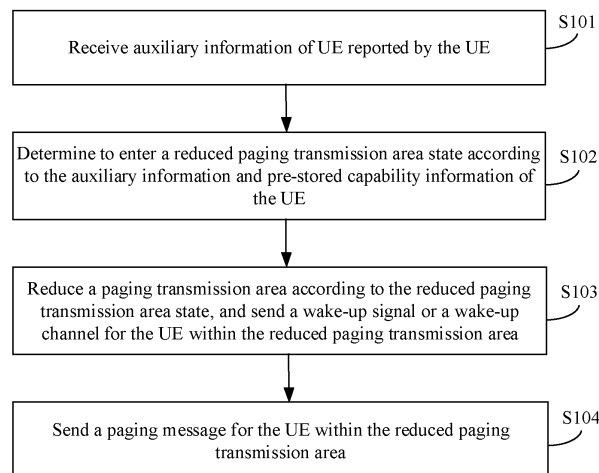 S101
Receive auxiliary information of UE reported by the UE
S102
Determine to enter a reduced paging transmission area state according
to the auxiliary information and pre-stored capability information of
the UE
S103
Reduce a paging transmission area according to the reduced paging
transmission area state, and send a wake-up signal or a wake-up
channel for the UE within the reduced paging transmission area
S104
Send a paging message for the UE within the reduced paging
transmission area